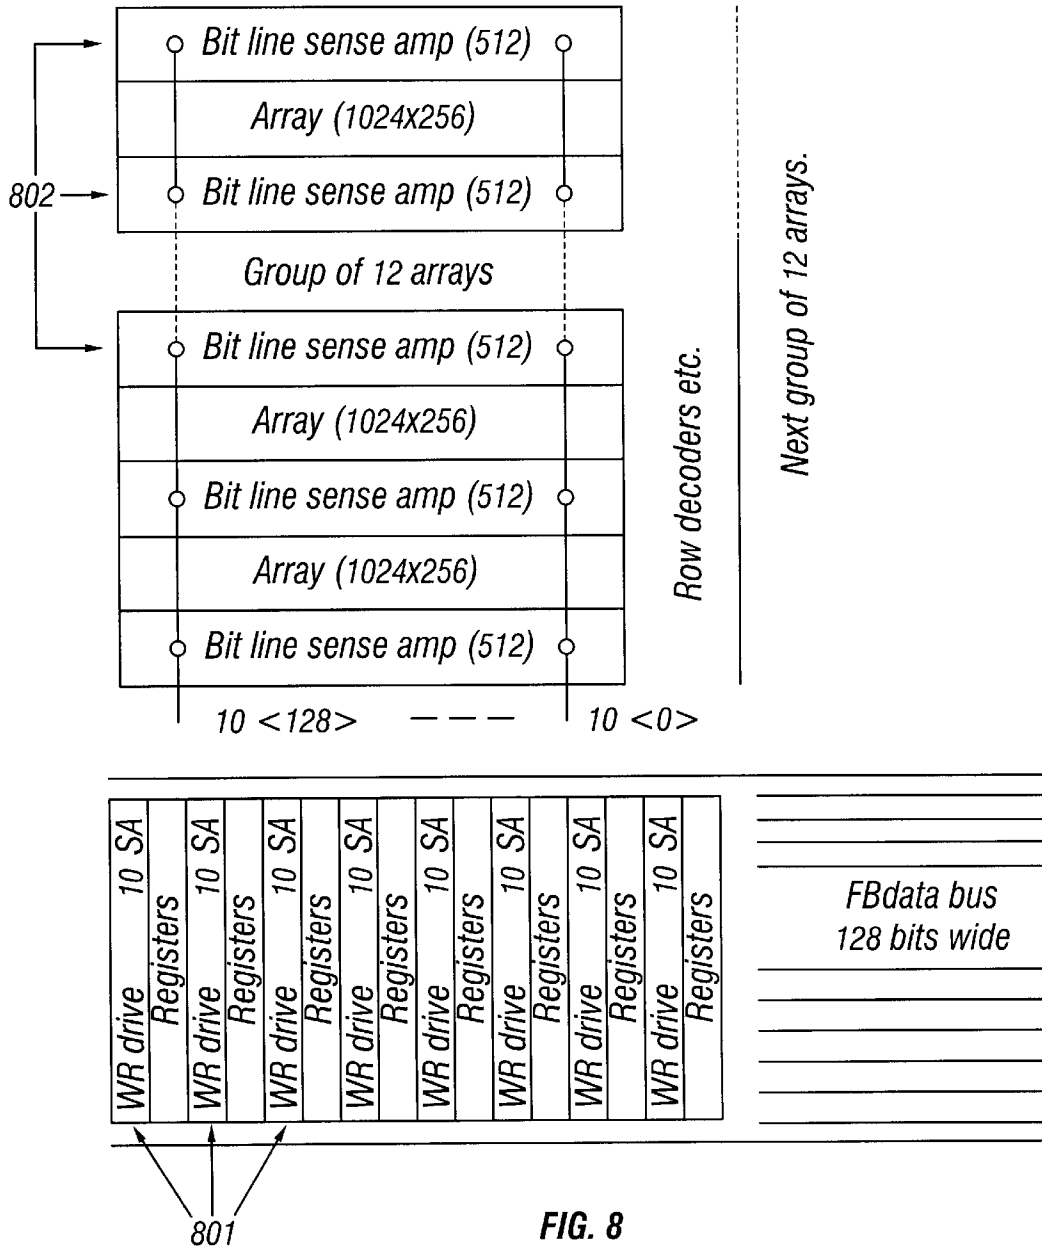 Bit line sense amp (512)
Array (1024x256)
802
Bit line sense amp (512)
Group of 12 arrays
Bit line sense amp (512)
Array (1024x256)
Bit line sense amp (512)
Array (1024x256)
Bit line sense amp (512)
Row decoders etc.
Next group of 12 arrays.
10 <128>
10 <0>
WR drive 10 SA
Registers
WR drive 10 SA
Registers
WR drive 10 SA
Registers
WR drive 10 SA
Registers
WR drive 10 SA
Registers
WR drive 10 SA
Registers
WR drive 10 SA
Registers
WR drive 10 SA
Registers
FBdata bus
128 bits wide
801
FIG. 8